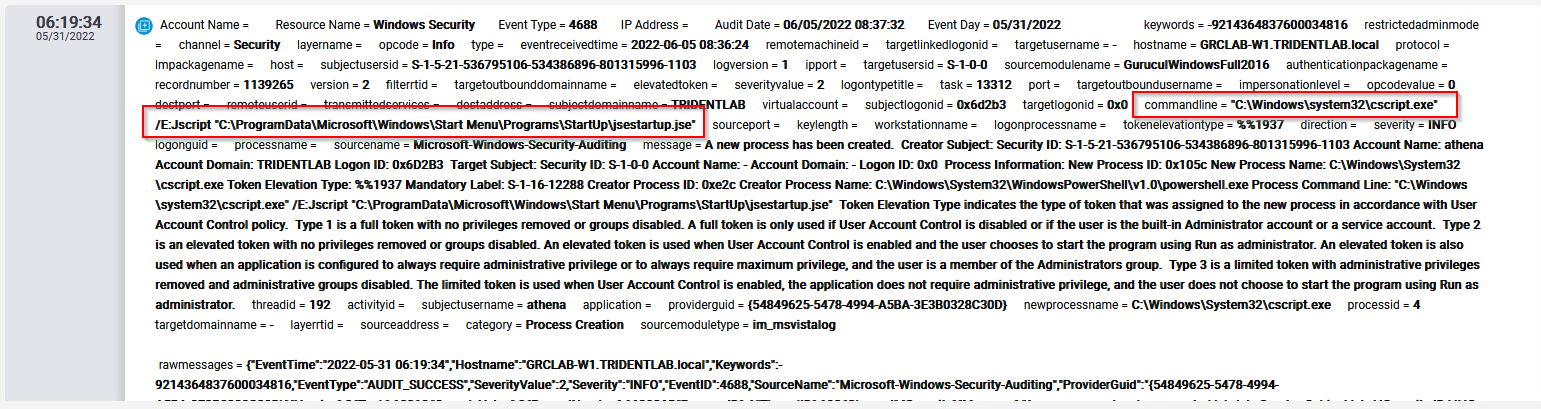 06:19:34
05/31/2022
Account Name = Resource Name = Windows Security Event Type = 4688 IP Address = Audit Date = 06/05/2022 08:37:32 Event Day = 05/31/2022 keywords = -9214364837600034816 restrictedadminmode
= channel = Security layername = opcode = Info type = eventreceivedtime = 2022-06-05 08:36:24 remotemachineid = targetlinkedlogonid = targetusername = - hostname = GRCLAB-W1.TRIDENTLAB.local protocol =
lmpackagename = host = subjectusersid = S-1-5-21-536795106-534386896-801315996-1103 logversion = 1 ipport = targetusersid = S-1-0-0 sourcemodulename = GuruculWindowsFull2016 authenticationpackagename =
recordnumber = 1139265 version = 2 filterrtid = targetoutbounddomainname = elevatedtoken = severityvalue = 2 logontypetitle = task = 13312 port = targetoutboundusername = impersonationlevel = opcodevalue = 0
destport = remoteuserid = transmittedservices = destaddress = subjectdomainname = TRIDENTLAB virtualaccount = subjectlogonid = 0x6d2b3 targetlogonid = 0x0 commandline = "C:\Windows\system32\cscript.exe"
/E:Jscript "C:\ProgramData\Microsoft\Windows\Start Menu\Programs\StartUp\jsestartup.jse" sourceport = keylength = workstationname = logonprocessname = tokenelevationtype = %%1937 direction = severity = INFO
logonguid = processname = sourcename = Microsoft-Windows-Security-Auditing message = A new process has been created. Creator Subject: Security ID: S-1-5-21-536795106-534386896-801315996-1103 Account Name: athena
Account Domain: TRIDENTLAB Logon ID: 0x6D2B3 Target Subject: Security ID: S-1-0-0 Account Name: - Account Domain: - Logon ID: 0x0 Process Information: New Process ID: 0x105c New Process Name: C:\Windows\System32
\cscript.exe Token Elevation Type: %%1937 Mandatory Label: S-1-16-12288 Creator Process ID: 0xe2c Creator Process Name: C:\Windows\System32\WindowsPowerShell\v1.0\powershell.exe Process Command Line: "C:\Windows
\system32\cscript.exe" /E:Jscript "C:\ProgramData\Microsoft\Windows\Start Menu\Programs\StartUp\jsestartup.jse" Token Elevation Type indicates the type of token that was assigned to the new process in accordance with User
Account Control policy. Type 1 is a full token with no privileges removed or groups disabled. A full token is only used if User Account Control is disabled or if the user is the built-in Administrator account or a service account. Type 2
is an elevated token with no privileges removed or groups disabled. An elevated token is used when User Account Control is enabled and the user chooses to start the program using Run as administrator. An elevated token is also
used when an application is configured to always require administrative privilege or to always require maximum privilege, and the user is a member of the Administrators group. Type 3 is a limited token with administrative privileges
removed and administrative groups disabled. The limited token is used when User Account Control is enabled, the application does not require administrative privilege, and the user does not choose to start the program using Run as
administrator. threadid = 192 activityid = subjectusername = athena application = providerguid = {54849625-5478-4994-A5BA-3E3B0328C30D} newprocessname = C:\Windows\System32\cscript.exe processid = 4
targetdomainname = - layerrtid = sourceaddress = category = Process Creation sourcemoduletype = im_msvistalog
rawmessages = {"EventTime":"2022-05-31 06:19:34","Hostname":"GRCLAB-W1.TRIDENTLAB.local","Keywords":-
9214364837600034816,"EventType":"AUDIT_SUCCESS","SeverityValue":2,"Severity":"INFO","EventID":4688,"SourceName":"Microsoft-Windows-Security-Auditing","ProviderGuid":"{54849625-5478-4994-